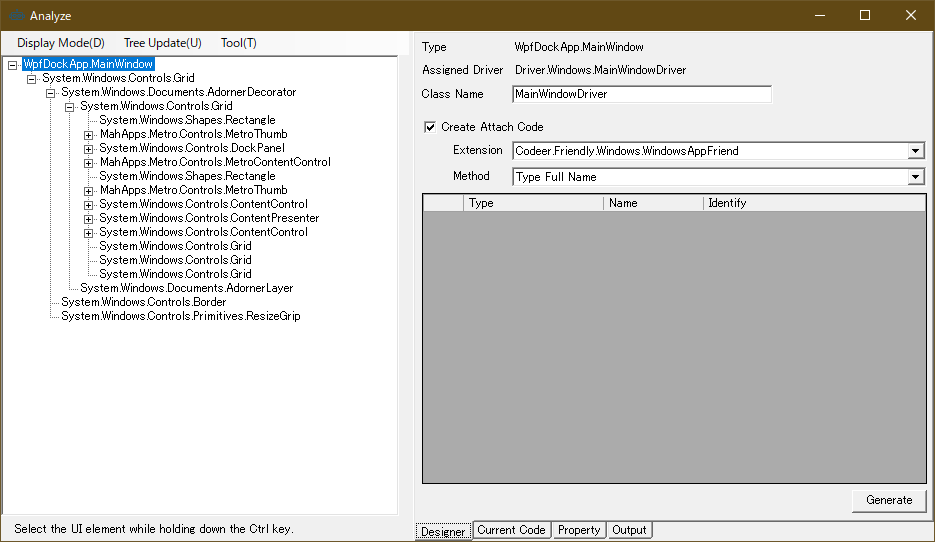 Analyze
Display Mode(D) Tree Update(U) Tool(T)
WpfDockApp.MainWindow
System.Windows.Controls.Grid
System.Windows.Documents.AdornerDecorator
System.Windows.Controls.Grid
System.Windows.Shapes.Rectangle
MahApps.Metro.Controls.MetroThumb
System.Windows.Controls.DockPanel
MahApps.Metro.Controls.MetroContentControl
System.Windows.Shapes.Rectangle
MahApps.Metro.Controls.MetroThumb
System.Windows.Controls.ContentControl
System.Windows.Controls.ContentPresenter
System.Windows.Controls.ContentControl
System.Windows.Controls.Grid
System.Windows.Controls.Grid
System.Windows.Controls.Grid
System.Windows.Documents.AdornerLayer
System.Windows.Controls.Border
System.Windows.Controls.Primitives.ResizeGrip
Select the UI element while holding down the Ctrl key.
Type WpfDockApp.MainWindow
Assigned Driver Driver.Windows.MainWindowDriver
Class Name MainWindowDriver
Create Attach Code
Extension Codeer.Friendly.Windows.WindowsAppFriend
Method Type Full Name
Type Name Identify
Generate
Designer Current Code Property Output